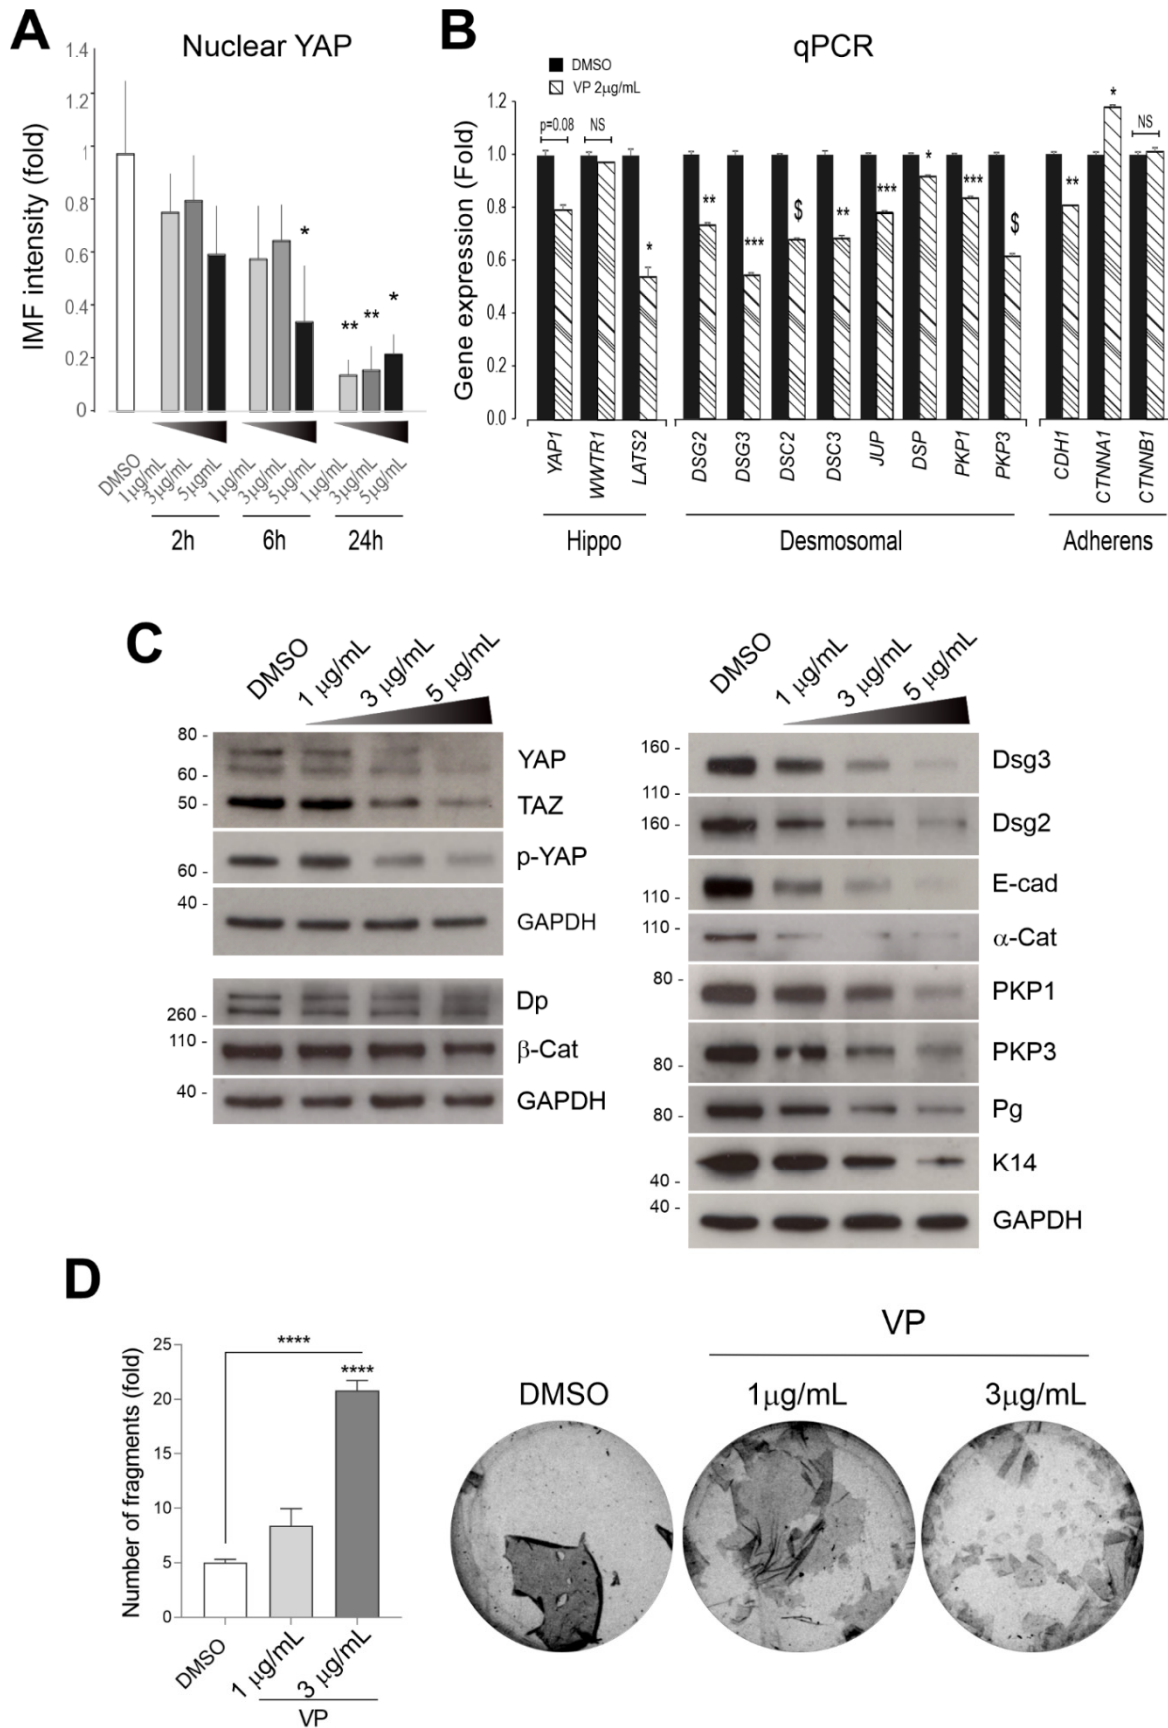 A
Nuclear YAP
IMF intensity (fold)
1.4
1.2
1
0.8
0.6
0.4
0.2
0
*
**
**
*
DMSO
1µg/mL
3µg/mL
5µgmL
1µg/mL
3µg/mL
5µg/mL
1µg/mL
3µg/mL
5µg/mL
2h
6h
24h
B
qPCR
DMSO
VP 2µg/mL
Gene expression (Fold)
1.2
1.0
0.8
0.6
0.4
0.2
0.0
p=0.08
NS
*
**
***
$
**
***
*
***
$
**
*
NS
YAP1
WWTR1
LATS2
DSG2
DSG3
DSC2
DSC3
JUP
DSP
PKP1
PKP3
CDH1
CTNNA1
CTNNB1
Hippo
Desmosomal
Adherens
C
DMSO
1 µg/mL
3 µg/mL
5 µg/mL
80 -
YAP
60 -
50 -
TAZ
p-YAP
60 -
40 -
GAPDH
Dp
260 -
110 -
β-Cat
40 -
GAPDH
DMSO
1 µg/mL
3 µg/mL
5 µg/mL
160 -
Dsg3
110 -
160 -
Dsg2
E-cad
110 -
110 -
α-Cat
80 -
PKP1
PKP3
80 -
80 -
Pg
K14
40 -
40 -
GAPDH
D
Number of fragments (fold)
25
20
15
10
5
0
****
****
DMSO
1 µg/mL
3 µg/mL
VP
VP
DMSO
1µg/mL
3µg/mL